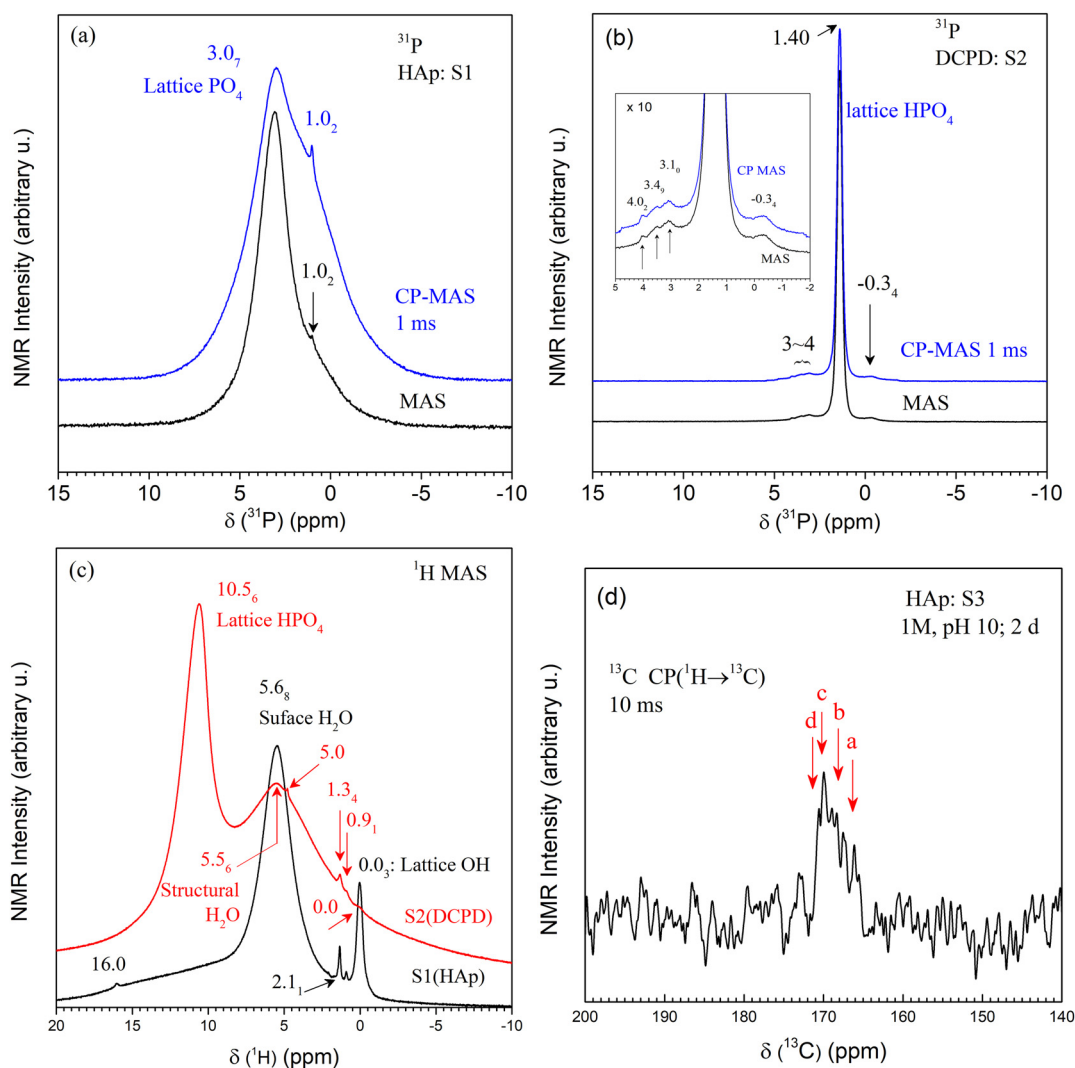 (a)
³¹P
HAp: S1
3.0₇
Lattice PO₄
1.0₂
1.0₂
CP-MAS
1 ms
MAS
NMR Intensity (arbitrary u.)
15 10 5 0 -5 -10
δ (³¹P) (ppm)
(b)
1.40
³¹P
DCPD: S2
lattice HPO₄
x 10
3.1₀
3.4₉
4.0₂
CP MAS
-0.3₄
MAS
5 4 3 2 1 0 -1 -2
-0.3₄
3~4
CP-MAS 1 ms
MAS
NMR Intensity (arbitrary u.)
15 10 5 0 -5 -10
δ (³¹P) (ppm)
(c)
¹H MAS
10.5₆
Lattice HPO₄
5.6₈
Suface H₂O
5.0
1.3₄
0.9₁
0.0₃: Lattice OH
5.5₆
Structural
H₂O
0.0
S2(DCPD)
16.0
2.1₁
S1(HAp)
NMR Intensity (arbitrary u.)
20 15 10 5 0 -5 -10
δ (¹H) ppm
(d)
HAp: S3
1M, pH 10; 2 d
¹³C CP(¹H→¹³C)
10 ms
c
d
b
a
NMR Intensity (arbitrary u.)
200 190 180 170 160 150 140
δ (¹³C) (ppm)